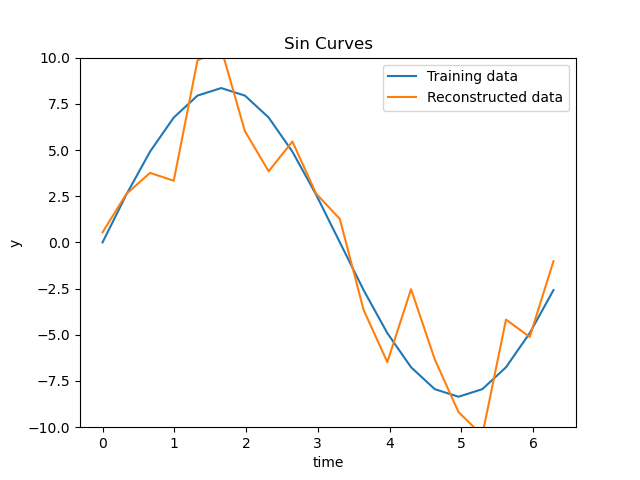 Sin Curves
Training data
Reconstructed data
10.0
7.5
5.0
2.5
0.0
−2.5
−5.0
−7.5
−10.0
y
0 1 2 3 4 5 6
time